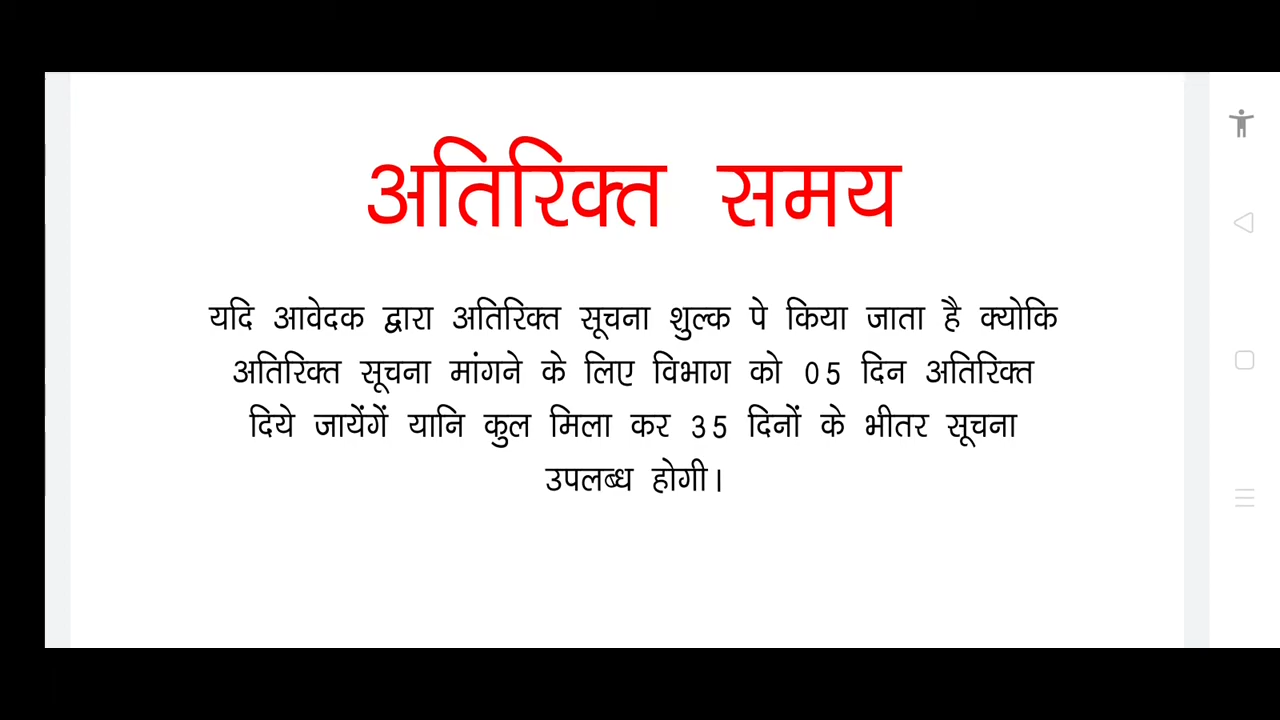 अतिरिक्त समय
यदि आवेदक द्वारा अतिरिक्त सूचना शुल्क पे किया जाता है क्योकि
अतिरिक्त सूचना मांगने के लिए विभाग को 05 दिन अतिरिक्त
दिये जायेंगें यानि कुल मिला कर 35 दिनों के भीतर सूचना
उपलब्ध होगी।